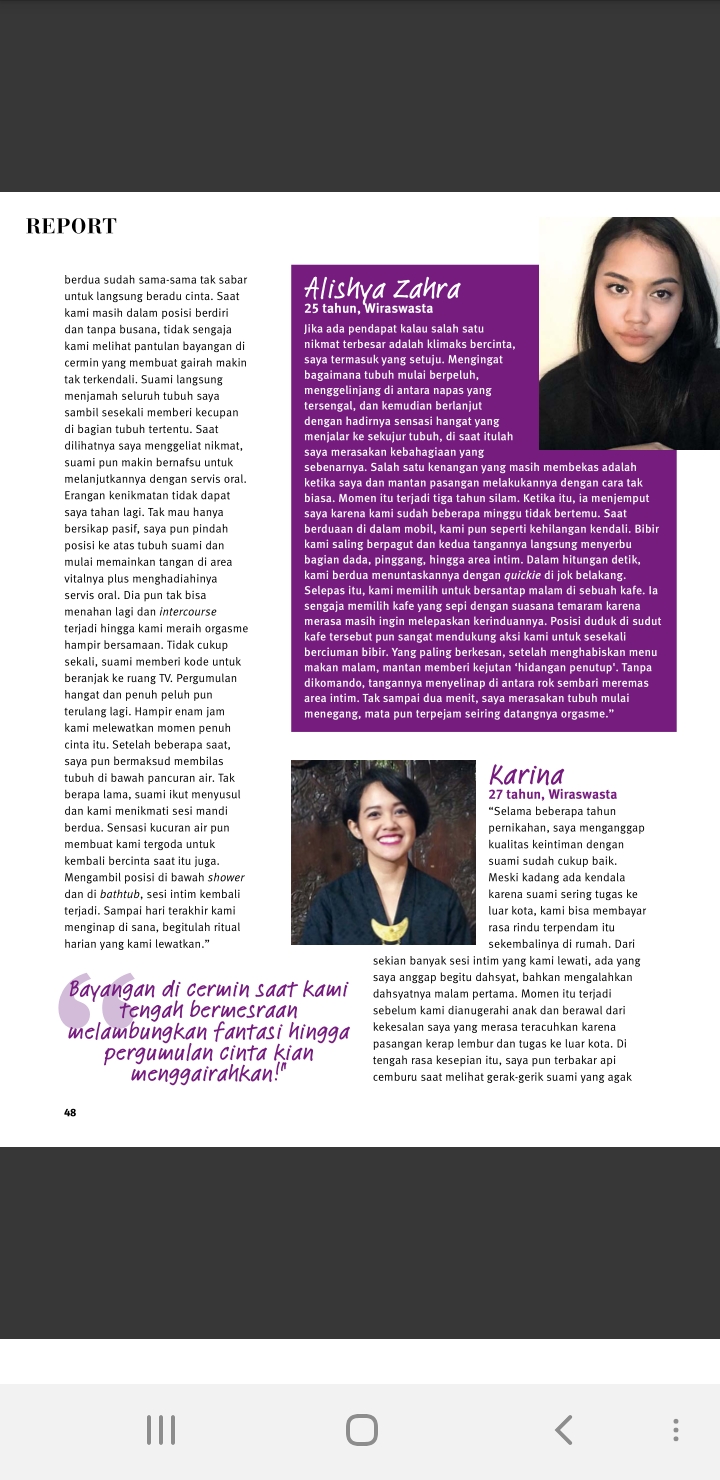 REPORT
berdua sudah sama-sama tak sabar
untuk langsung beradu cinta. Saat
kami masih dalam posisi berdiri
dan tanpa busana, tidak sengaja
kami melihat pantulan bayangan di
cermin yang membuat gairah makin
tak terkendali. Suami langsung
menjamah seluruh tubuh saya
sambil sesekali memberi kecupan
di bagian tubuh tertentu. Saat
dilihatnya saya menggeliat nikmat,
suami pun makin bernafsu untuk
melanjutkannya dengan servis oral.
Erangan kenikmatan tidak dapat
saya tahan lagi. Tak mau hanya
bersikap pasif, saya pun pindah
posisi ke atas tubuh suami dan
mulai memainkan tangan di area
vitalnya plus menghadiahinya
servis oral. Dia pun tak bisa
menahan lagi dan intercourse
terjadi hingga kami meraih orgasme
hampir bersamaan. Tidak cukup
sekali, suami memberi kode untuk
beranjak ke ruang TV. Pergumulan
hangat dan penuh peluh pun
terulang lagi. Hampir enam jam
kami melewatkan momen penuh
cinta itu. Setelah beberapa saat,
saya pun bermaksud membilas
tubuh di bawah pancuran air. Tak
berapa lama, suami ikut menyusul
dan kami menikmati sesi mandi
berdua. Sensasi kucuran air pun
membuat kami tergoda untuk
kembali bercinta saat itu juga.
Mengambil posisi di bawah shower
dan di bathtub, sesi intim kembali
terjadi. Sampai hari terakhir kami
menginap di sana, begitulah ritual
harian yang kami lewatkan.”
“Bayangan di cermin saat kami
tengah bermesraan
melambungkan fantasi hingga
pergumulan cinta kian
menggairahkan!"
Alishya Zahra
25 tahun, Wiraswasta
Jika ada pendapat kalau salah satu
nikmat terbesar adalah klimaks bercinta,
saya termasuk yang setuju. Mengingat
bagaimana tubuh mulai berpeluh,
menggelinjang di antara napas yang
tersengal, dan kemudian berlanjut
dengan hadirnya sensasi hangat yang
menjalar ke sekujur tubuh, di saat itulah
saya merasakan kebahagiaan yang
sebenarnya. Salah satu kenangan yang masih membekas adalah
ketika saya dan mantan pasangan melakukannya dengan cara tak
biasa. Momen itu terjadi tiga tahun silam. Ketika itu, ia menjemput
saya karena kami sudah beberapa minggu tidak bertemu. Saat
berduaan di dalam mobil, kami pun seperti kehilangan kendali. Bibir
kami saling berpagut dan kedua tangannya langsung menyerbu
bagian dada, pinggang, hingga area intim. Dalam hitungan detik,
kami berdua menuntaskannya dengan quickie di jok belakang.
Selepas itu, kami memilih untuk bersantap malam di sebuah kafe. Ia
sengaja memilih kafe yang sepi dengan suasana temaram karena
merasa masih ingin melepaskan kerinduannya. Posisi duduk di sudut
kafe tersebut pun sangat mendukung aksi kami untuk sesekali
berciuman bibir. Yang paling berkesan, setelah menghabiskan menu
makan malam, mantan memberi kejutan ‘hidangan penutup’. Tanpa
dikomando, tangannya menyelinap di antara rok sembari meremas
area intim. Tak sampai dua menit, saya merasakan tubuh mulai
menegang, mata pun terpejam seiring datangnya orgasme.”
Karina
27 tahun, Wiraswasta
“Selama beberapa tahun
pernikahan, saya menganggap
kualitas keintiman dengan
suami sudah cukup baik.
Meski kadang ada kendala
karena suami sering tugas ke
luar kota, kami bisa membayar
rasa rindu terpendam itu
sekembalinya di rumah. Dari
sekian banyak sesi intim yang kami lewati, ada yang
saya anggap begitu dahsyat, bahkan mengalahkan
dahsyatnya malam pertama. Momen itu terjadi
sebelum kami dianugerahi anak dan berawal dari
kekesalan saya yang merasa teracuhkan karena
pasangan kerap lembur dan tugas ke luar kota. Di
tengah rasa kesepian itu, saya pun terbakar api
cemburu saat melihat gerak-gerik suami yang agak
48